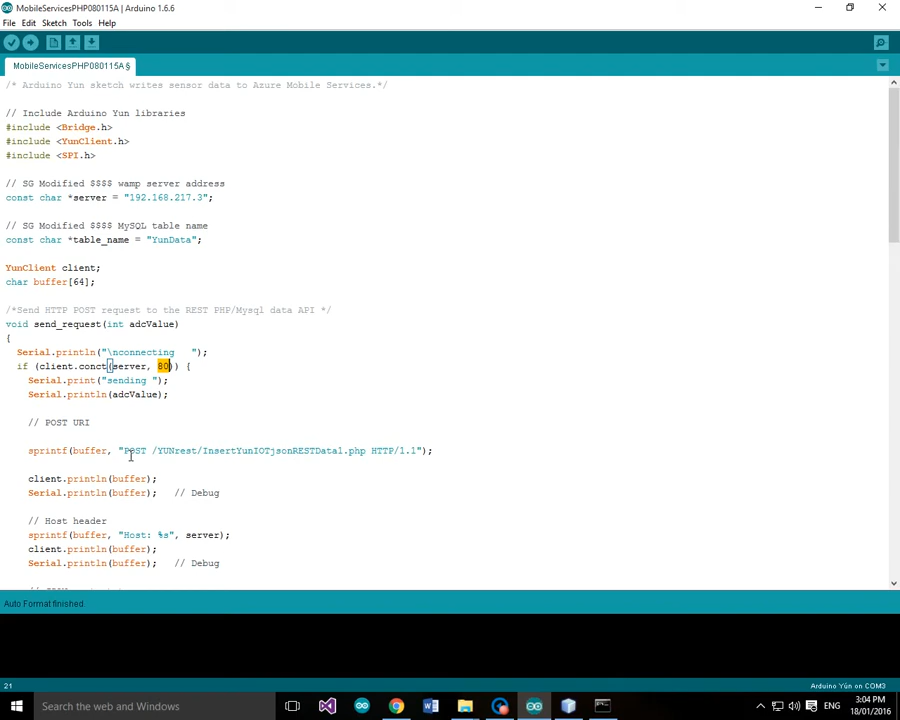 MobileServicesPHP080115A | Arduino 1.6.6
File Edit Sketch Tools Help
MobileServicesPHP080115A §
/* Arduino Yun sketch writes sensor data to Azure Mobile Services.*/
// Include Arduino Yun libraries
#include <Bridge.h>
#include <YunClient.h>
#include <SPI.h>
// SG Modified $$$$ wamp server address
const char *server = "192.168.217.3";
// SG Modified $$$$ MySQL table name
const char *table_name = "YunData";
YunClient client;
char buffer[64];
/*Send HTTP POST request to the REST PHP/Mysql data API */
void send_request(int adcValue)
{
Serial.println("\nconnecting   ");
if (client.conct(server, 80)) {
Serial.print("sending ");
Serial.println(adcValue);
// POST URI
sprintf(buffer, "POST /YUNrest/InsertYunIOTjsonRESTData1.php HTTP/1.1");
client.println(buffer);
Serial.println(buffer);   // Debug
// Host header
sprintf(buffer, "Host: %s", server);
client.println(buffer);
Serial.println(buffer);   // Debug
Auto Format finished
21 Arduino Yún on COM3
Search the web and Windows
ENG
3:04 PM
18/01/2016